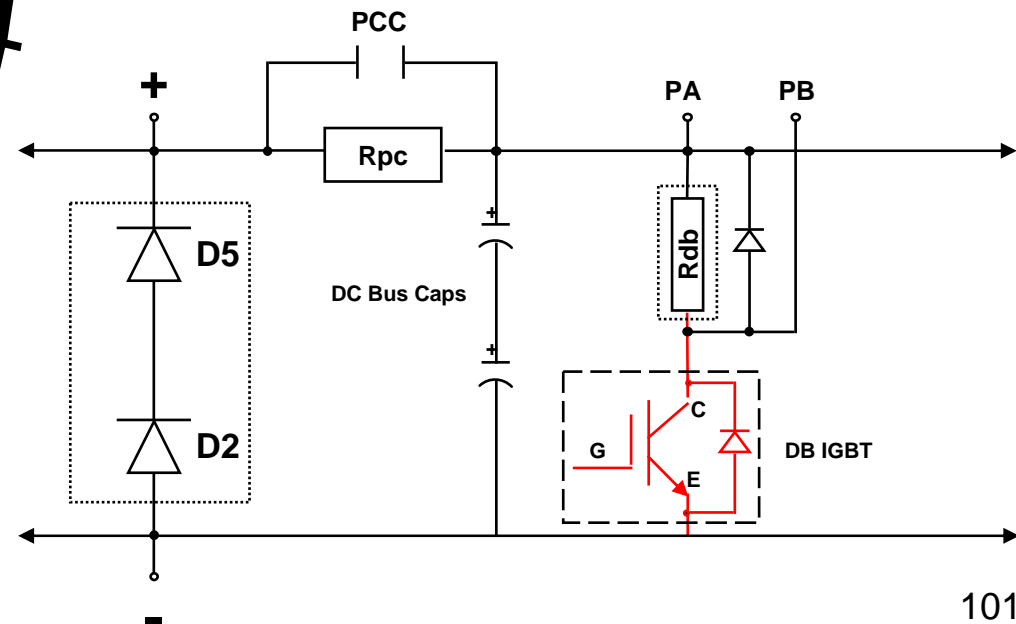 PCC
+
PA PB
Rpc
D5
Rdb
+
DC Bus Caps
+
C
D2
G
DB IGBT
E
-
101